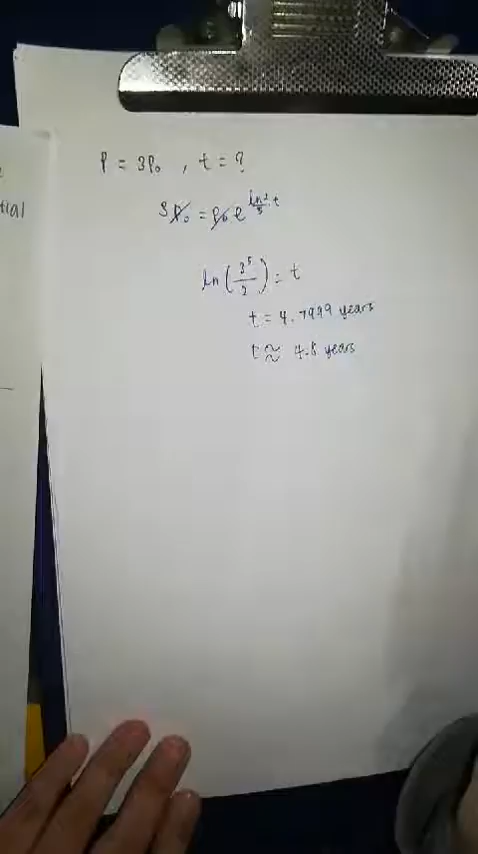 tial
P = 3P₀ , t = ?
3P₀ = P₀ e^(ln2/5 t)
ln(3⁵/2) = t
t = 4.7999 years
t ≈ 4.8 years